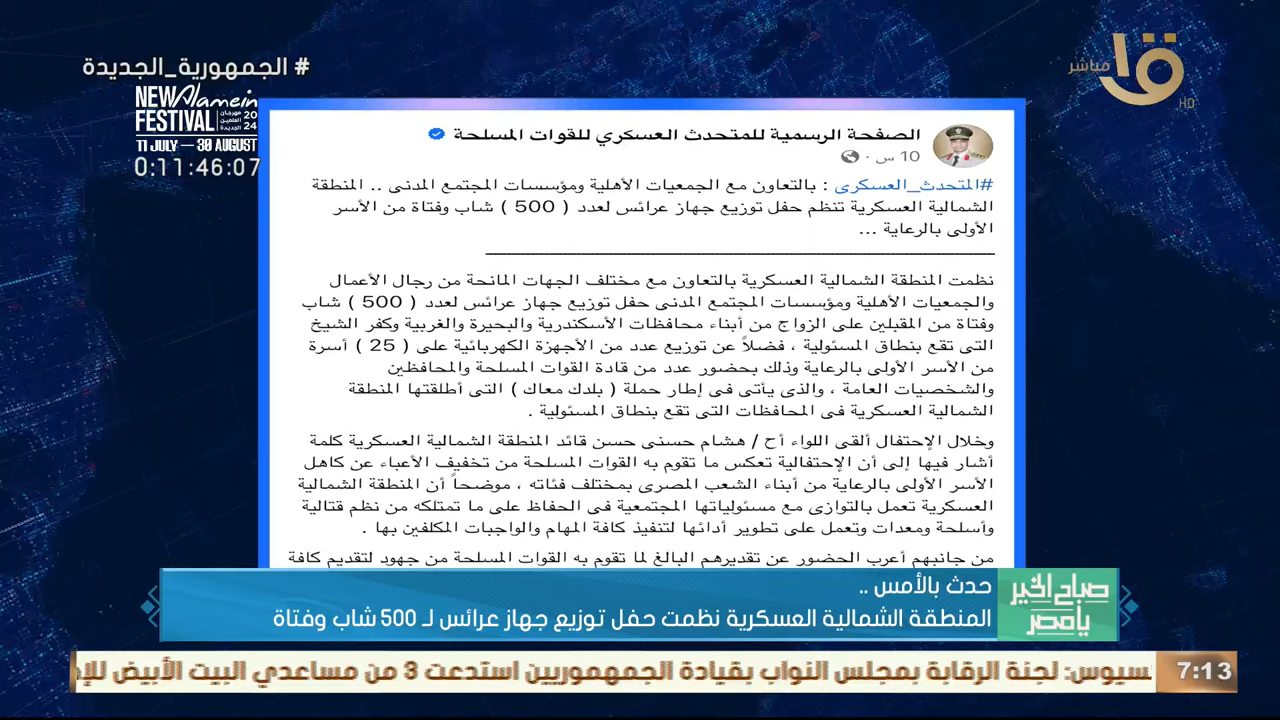 # الجمهورية_الجديدة
NEW Alamein
FESTIVAL
مهرجان
العلمين
الجديدة
20
24
11 JULY — 30 AUGUST
0:11:46:07
مباشر
HD
الصفحة الرسمية للمتحدث العسكري للقوات المسلحة
10 س ·
#المتحدث_العسكرى : بالتعاون مع الجمعيات الأهلية ومؤسسات المجتمع المدنى .. المنطقة
الشمالية العسكرية تنظم حفل توزيع جهاز عرائس لعدد ( 500 ) شاب وفتاة من الأسر
الأولى بالرعاية ...
نظمت المنطقة الشمالية العسكرية بالتعاون مع مختلف الجهات المانحة من رجال الأعمال
والجمعيات الأهلية ومؤسسات المجتمع المدنى حفل توزيع جهاز عرائس لعدد ( 500 ) شاب
وفتاة من المقبلين على الزواج من أبناء محافظات الأسكندرية والبحيرة والغربية وكفر الشيخ
التى تقع بنطاق المسئولية ، فضلاً عن توزيع عدد من الأجهزة الكهربائية على ( 25 ) أسرة
من الأسر الأولى بالرعاية وذلك بحضور عدد من قادة القوات المسلحة والمحافظين
والشخصيات العامة ، والذى يأتى فى إطار حملة ( بلدك معاك ) التى أطلقتها المنطقة
الشمالية العسكرية فى المحافظات التى تقع بنطاق المسئولية .
وخلال الإحتفال ألقى اللواء أح / هشام حسنى حسن قائد المنطقة الشمالية العسكرية كلمة
أشار فيها إلى أن الإحتفالية تعكس ما تقوم به القوات المسلحة من تخفيف الأعباء عن كاهل
الأسر الأولى بالرعاية من أبناء الشعب المصرى بمختلف فئاته ، موضحاً أن المنطقة الشمالية
العسكرية تعمل بالتوازى مع مسئولياتها المجتمعية فى الحفاظ على ما تمتلكه من نظم قتالية
وأسلحة ومعدات وتعمل على تطوير أدائها لتنفيذ كافة المهام والواجبات المكلفين بها .
من جانبهم أعرب الحضور عن تقديرهم البالغ لما تقوم به القوات المسلحة من جهود لتقديم كافة
صباح الخير
يا مصر
حدث بالأمس ..
المنطقة الشمالية العسكرية نظمت حفل توزيع جهاز عرائس لـ 500 شاب وفتاة
7:13
سيوس: لجنة الرقابة بمجلس النواب بقيادة الجمهوريين استدعت 3 من مساعدي البيت الأبيض